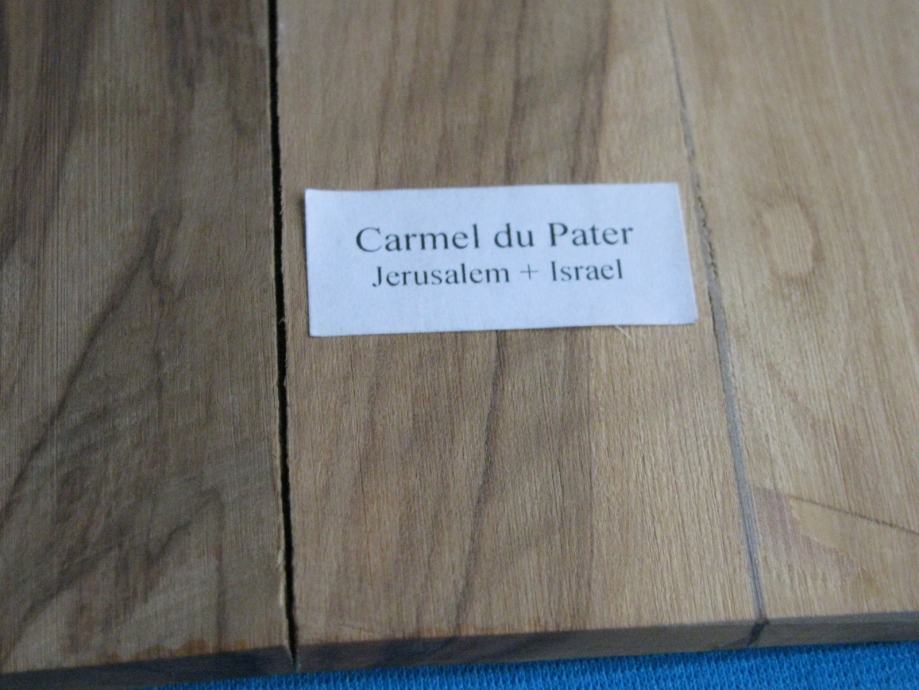 Carmel du Pater
Jerusalem + Israel